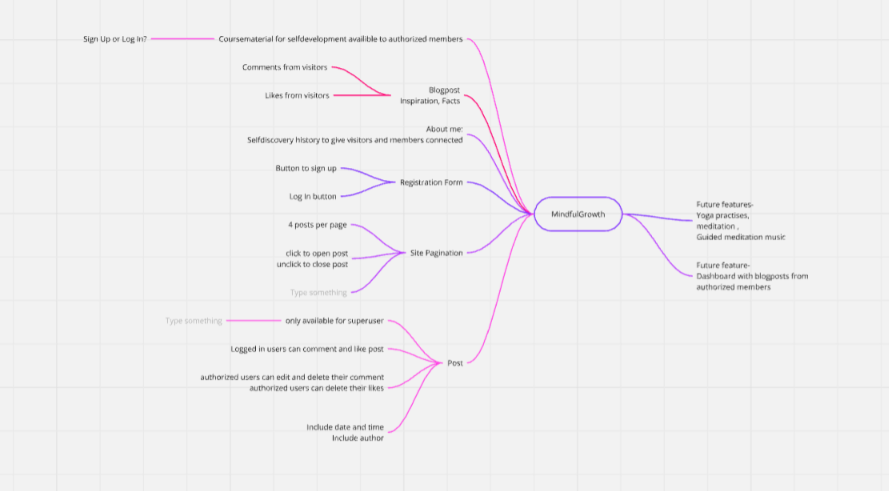 Sign Up or Log In?
Coursematerial for selfdevelopment availible to authorized members
Comments from visitors
Likes from visitors
Blogpost
Inspiration, Facts
About me:
Selfdiscovery history to give visitors and members connected
Button to sign up
Log in button
Registration Form
4 posts per page
click to open post
unclick to close post
Type something
Site Pagination
Type something
only available for superuser
Logged in users can comment and like post
authorized users can edit and delete their comment
authorized users can delete their likes
Include date and time
Include author
Post
MindfulGrowth
Future features-
Yoga practises,
meditation ,
Guided meditation music
Future feature-
Dashboard with blogposts from
authorized members